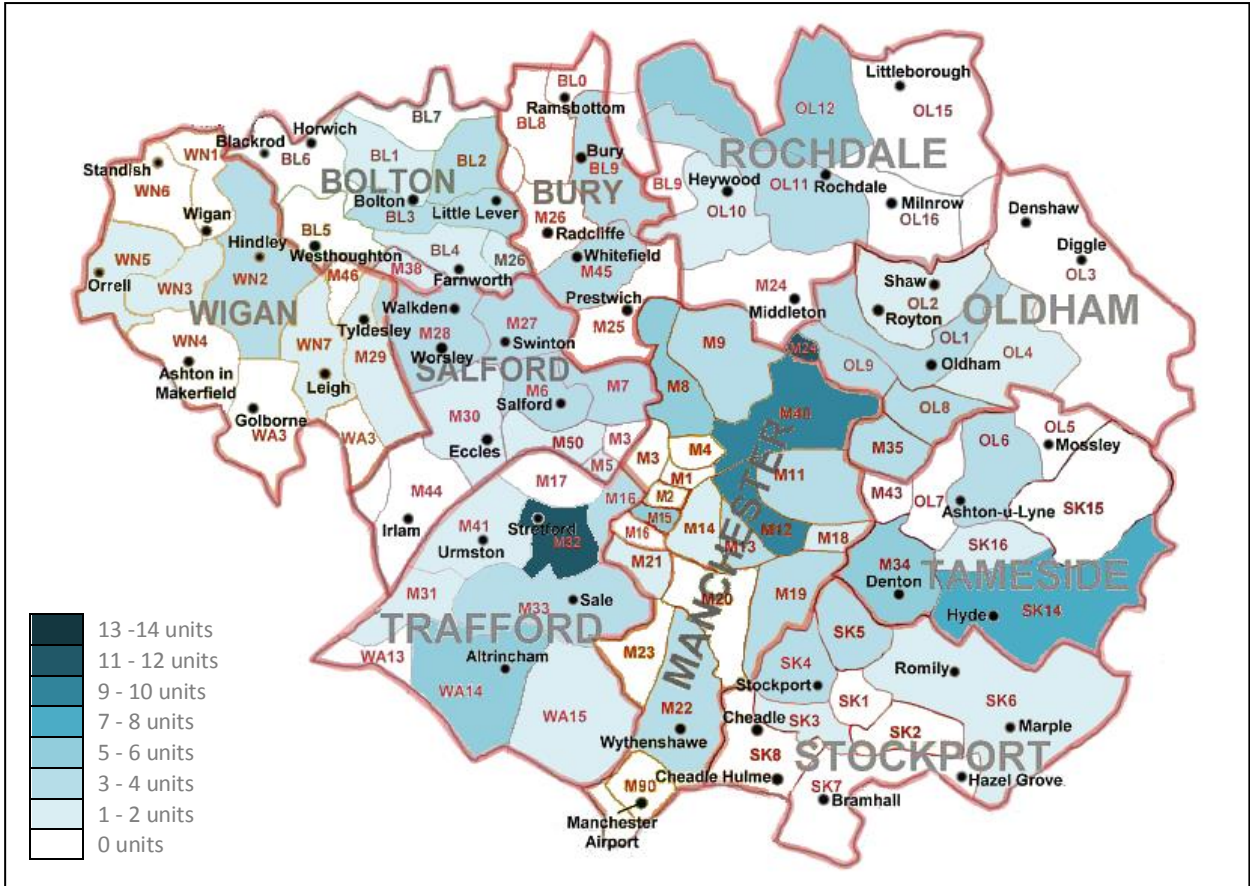 Littleborough
BL0
Ramsbottom
BL7
OL12
OL15
BL8
Horwich
Blackrod
WN1
BL6
BL1
BL2
Bury
BL9
ROCHDALE
Standish
WN6
BOLTON
BURY
BL9
Heywood
OL11
Rochdale
Bolton
BL3
Little Lever
OL10
Milnrow
OL16
Wigan
M26
Radcliffe
Denshaw
Hindley
BL5
Westhoughton
BL4
M26
Whitefield
Diggle
OL3
WN5
Orrell
WN2
M46
M38
Farnworth
M45
WN3
Walkden
Prestwich
M24
Middleton
Shaw
OL2
Royton
OLDHAM
WIGAN
Tyldesley
M28
M27
Swinton
M25
OL1
WN4
WN7
M29
Worsley
M9
M24
OL9
OL4
Ashton in
Makerfield
Leigh
SALFORD
M6
M7
M8
Oldham
Salford
Golborne
M40
OL8
WA3
WA3
M30
Eccles
M50
M3
M4
M35
OL6
OL5
Mossley
M5
M3
M1
M11
M17
M2
M43
OL7
M44
Irlam
M16
M15
Ashton-u-Lyne
SK15
Stretford
M32
M41
Urmston
M16
M14
M13
M12
M18
SK16
M21
MANCHESTER
M34
Denton
TAMESIDE
M31
M33
Sale
M20
M19
Hyde
SK14
TRAFFORD
SK5
WA13
Altrincham
M23
SK4
Romily
WA14
Stockport
SK1
SK6
WA15
M22
Wythenshawe
Cheadle
SK3
SK2
Marple
SK8
STOCKPORT
Cheadle Hulme
Hazel Grove
M90
SK7
Bramhall
Manchester
Airport
13 -14 units
11 - 12 units
9 - 10 units
7 - 8 units
5 - 6 units
3 - 4 units
1 - 2 units
0 units